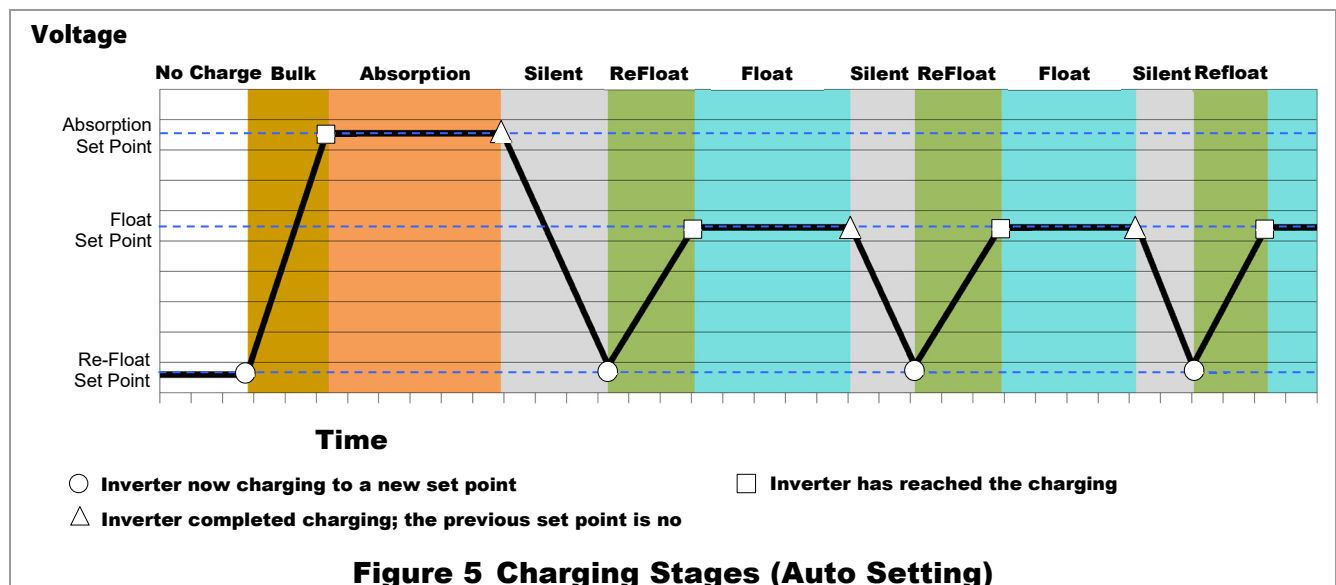 Voltage
No Charge Bulk Absorption Silent ReFloat Float Silent ReFloat Float Silent Refloat
Absorption
Set Point
Float
Set Point
Re-Float
Set Point
Time
Inverter now charging to a new set point
Inverter has reached the charging
Inverter completed charging; the previous set point is no
Figure 5 Charging Stages (Auto Setting)